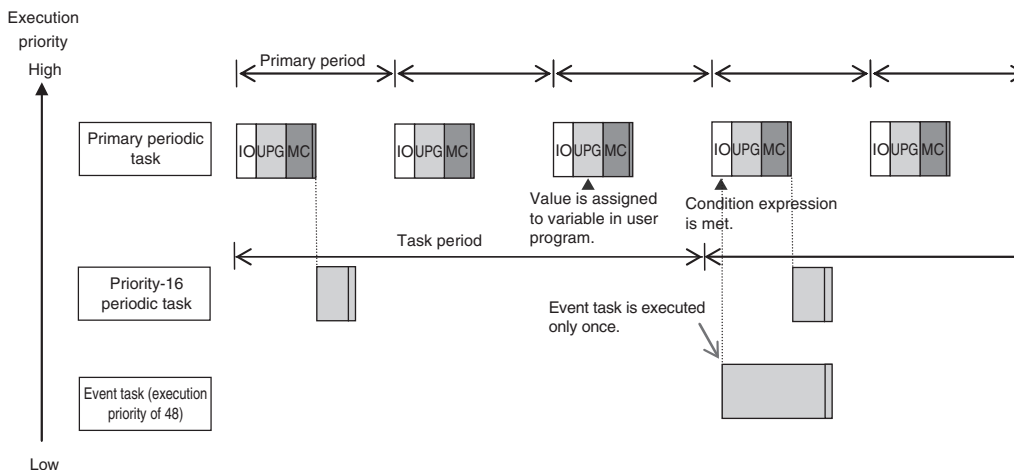 Execution
priority
High
Primary period
Primary periodic
task
IO UPG MC
IO UPG MC
IO UPG MC
IO UPG MC
IO UPG MC
Value is assigned
to variable in user
program.
Condition expression
is met.
Task period
Priority-16
periodic task
Event task is executed
only once.
Event task (execution
priority of 48)
Low